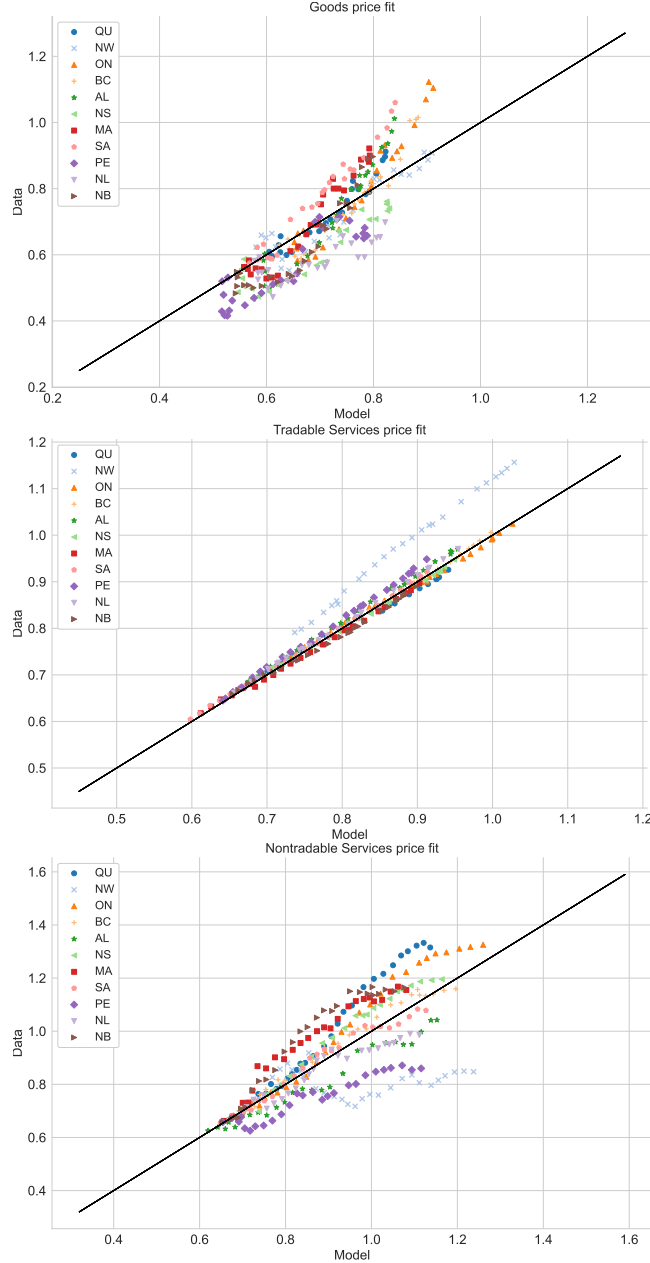 Goods price fit
1.2
1.0
0.8
0.6
0.4
0.2
Data
QU
NW
ON
BC
AL
NS
MA
SA
PE
NL
NB
0.2 0.4 0.6 0.8 1.0 1.2
Model
Tradable Services price fit
1.2
1.1
1.0
0.9
0.8
0.7
0.6
0.5
Data
QU
NW
ON
BC
AL
NS
MA
SA
PE
NL
NB
0.5 0.6 0.7 0.8 0.9 1.0 1.1 1.2
Model
Nontradable Services price fit
1.6
1.4
1.2
1.0
0.8
0.6
0.4
Data
QU
NW
ON
BC
AL
NS
MA
SA
PE
NL
NB
0.4 0.6 0.8 1.0 1.2 1.4 1.6
Model